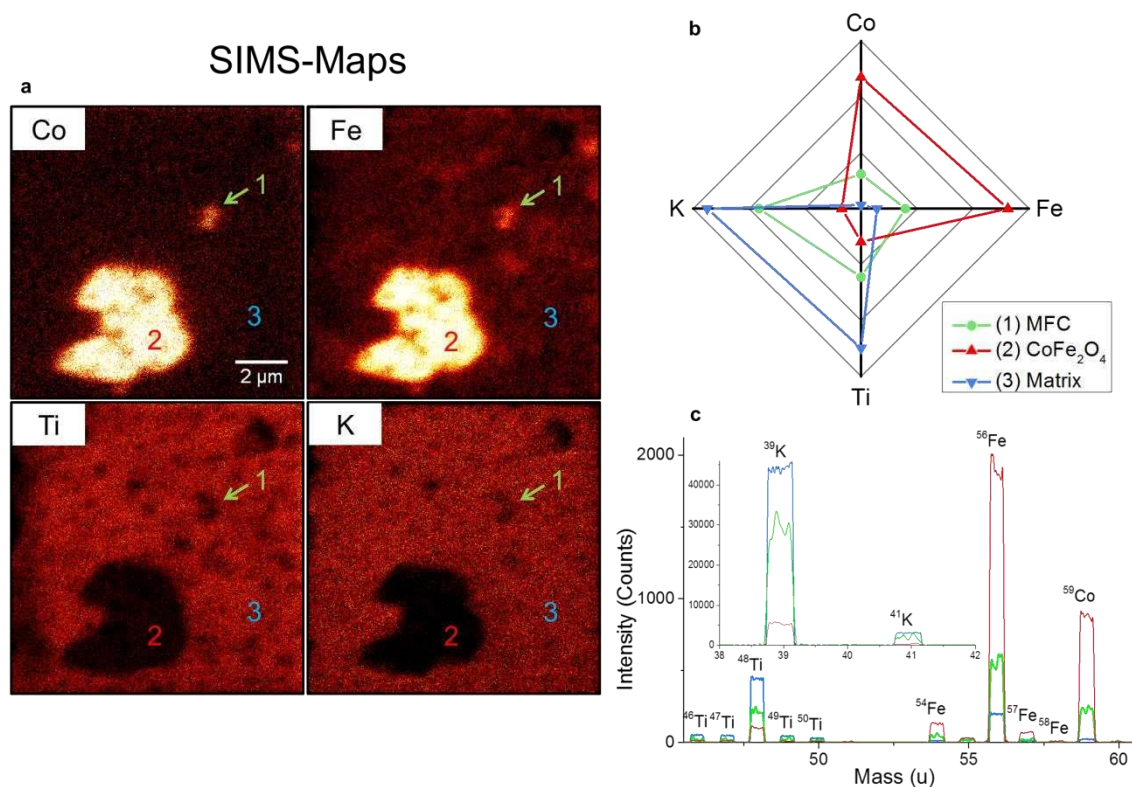 SIMS-Maps
a
Co
1
2
3
2 µm
Fe
1
2
3
Ti
1
2
3
K
1
2
3
b
Co
K
Fe
Ti
(1) MFC
(2) CoFe₂O₄
(3) Matrix
c
2000
1000
0
Intensity (Counts)
40000
30000
20000
10000
0
38 39 40 41 42
³⁹K
⁴¹K
⁴⁶Ti ⁴⁷Ti ⁴⁸Ti ⁴⁹Ti ⁵⁰Ti
⁵⁴Fe ⁵⁶Fe ⁵⁷Fe ⁵⁸Fe ⁵⁹Co
50 55 60
Mass (u)